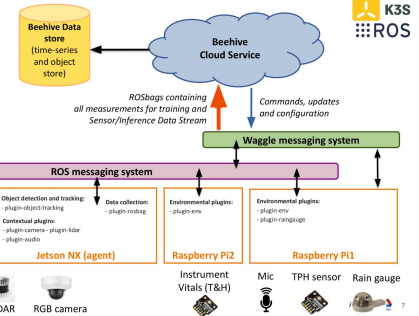 K3S
ROS
Beehive Data
store
(time-series
and object
store)
Beehive
Cloud Service
ROSbags containing
all measurements for training and
Sensor/Inference Data Stream
Commands, updates
and configuration
Waggle messaging system
ROS messaging system
Object detection and tracking:
- plugin-object-tracking
Contextual plugins:
- plugin-camera - plugin-lidar
- plugin-audio
Data collection:
- plugin-rosbag
Jetson NX (agent)
Environmental plugins:
- plugin-env
Raspberry Pi2
Environmental plugins:
- plugin-env
- plugin-raingauge
Raspberry Pi1
Instrument
Vitals (T&H)
Mic
TPH sensor
Rain gauge
DAR
RGB camera
7